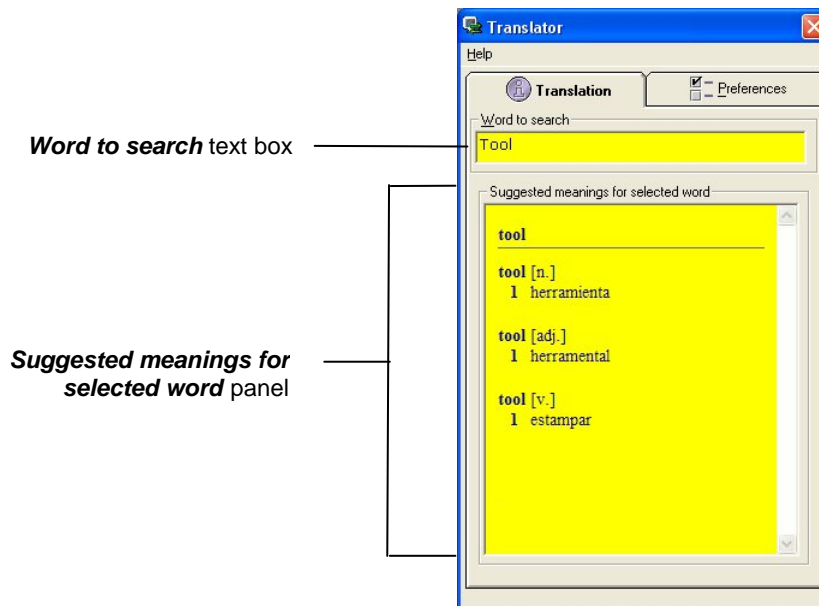 Translator
Help
Translation
Preferences
Word to search
Word to search text box
Tool
Suggested meanings for selected word
tool
tool [n.]
1 herramienta
tool [adj.]
1 herramental
Suggested meanings for
selected word panel
tool [v.]
1 estampar